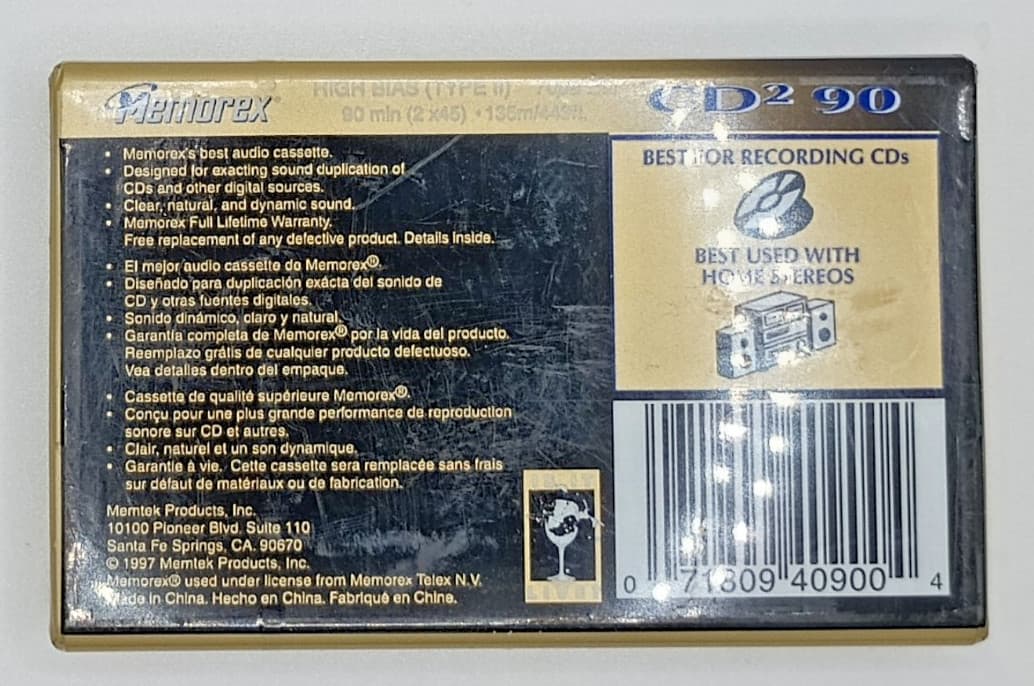 Memorex
HIGH BIAS (TYPE II)
90 min (2 x45) • 135m/443ft.
CD² 90
• Memorex's best audio cassette.
• Designed for exacting sound duplication of
CDs and other digital sources.
• Clear, natural, and dynamic sound.
• Memorex Full Lifetime Warranty.
Free replacement of any defective product. Details inside.
• El mejor audio cassette de Memorex®.
• Diseñado para duplicación exácta del sonido de
CD y otras fuentes digitales.
• Sonido dinámico, claro y natural.
• Garantía completa de Memorex® por la vida del producto.
Reemplazo grátis de cualquier producto defectuoso.
Vea detalles dentro del empaque.
• Cassette de qualité supérieure Memorex®.
• Conçu pour une plus grande performance de reproduction
sonore sur CD et autres.
• Clair, naturel et un son dynamique.
• Garantie à vie. Cette cassette sera remplacée sans frais
sur défaut de matériaux ou de fabrication.
Memtek Products, Inc.
10100 Pioneer Blvd. Suite 110
Santa Fe Springs, CA. 90670
© 1997 Memtek Products, Inc.
Memorex® used under license from Memorex Telex N.V.
Made in China. Hecho en China. Fabriqué en Chine.
IS IT
LIVE
BEST FOR RECORDING CDs
BEST USED WITH
HOME STEREOS
0 71809 40900 4